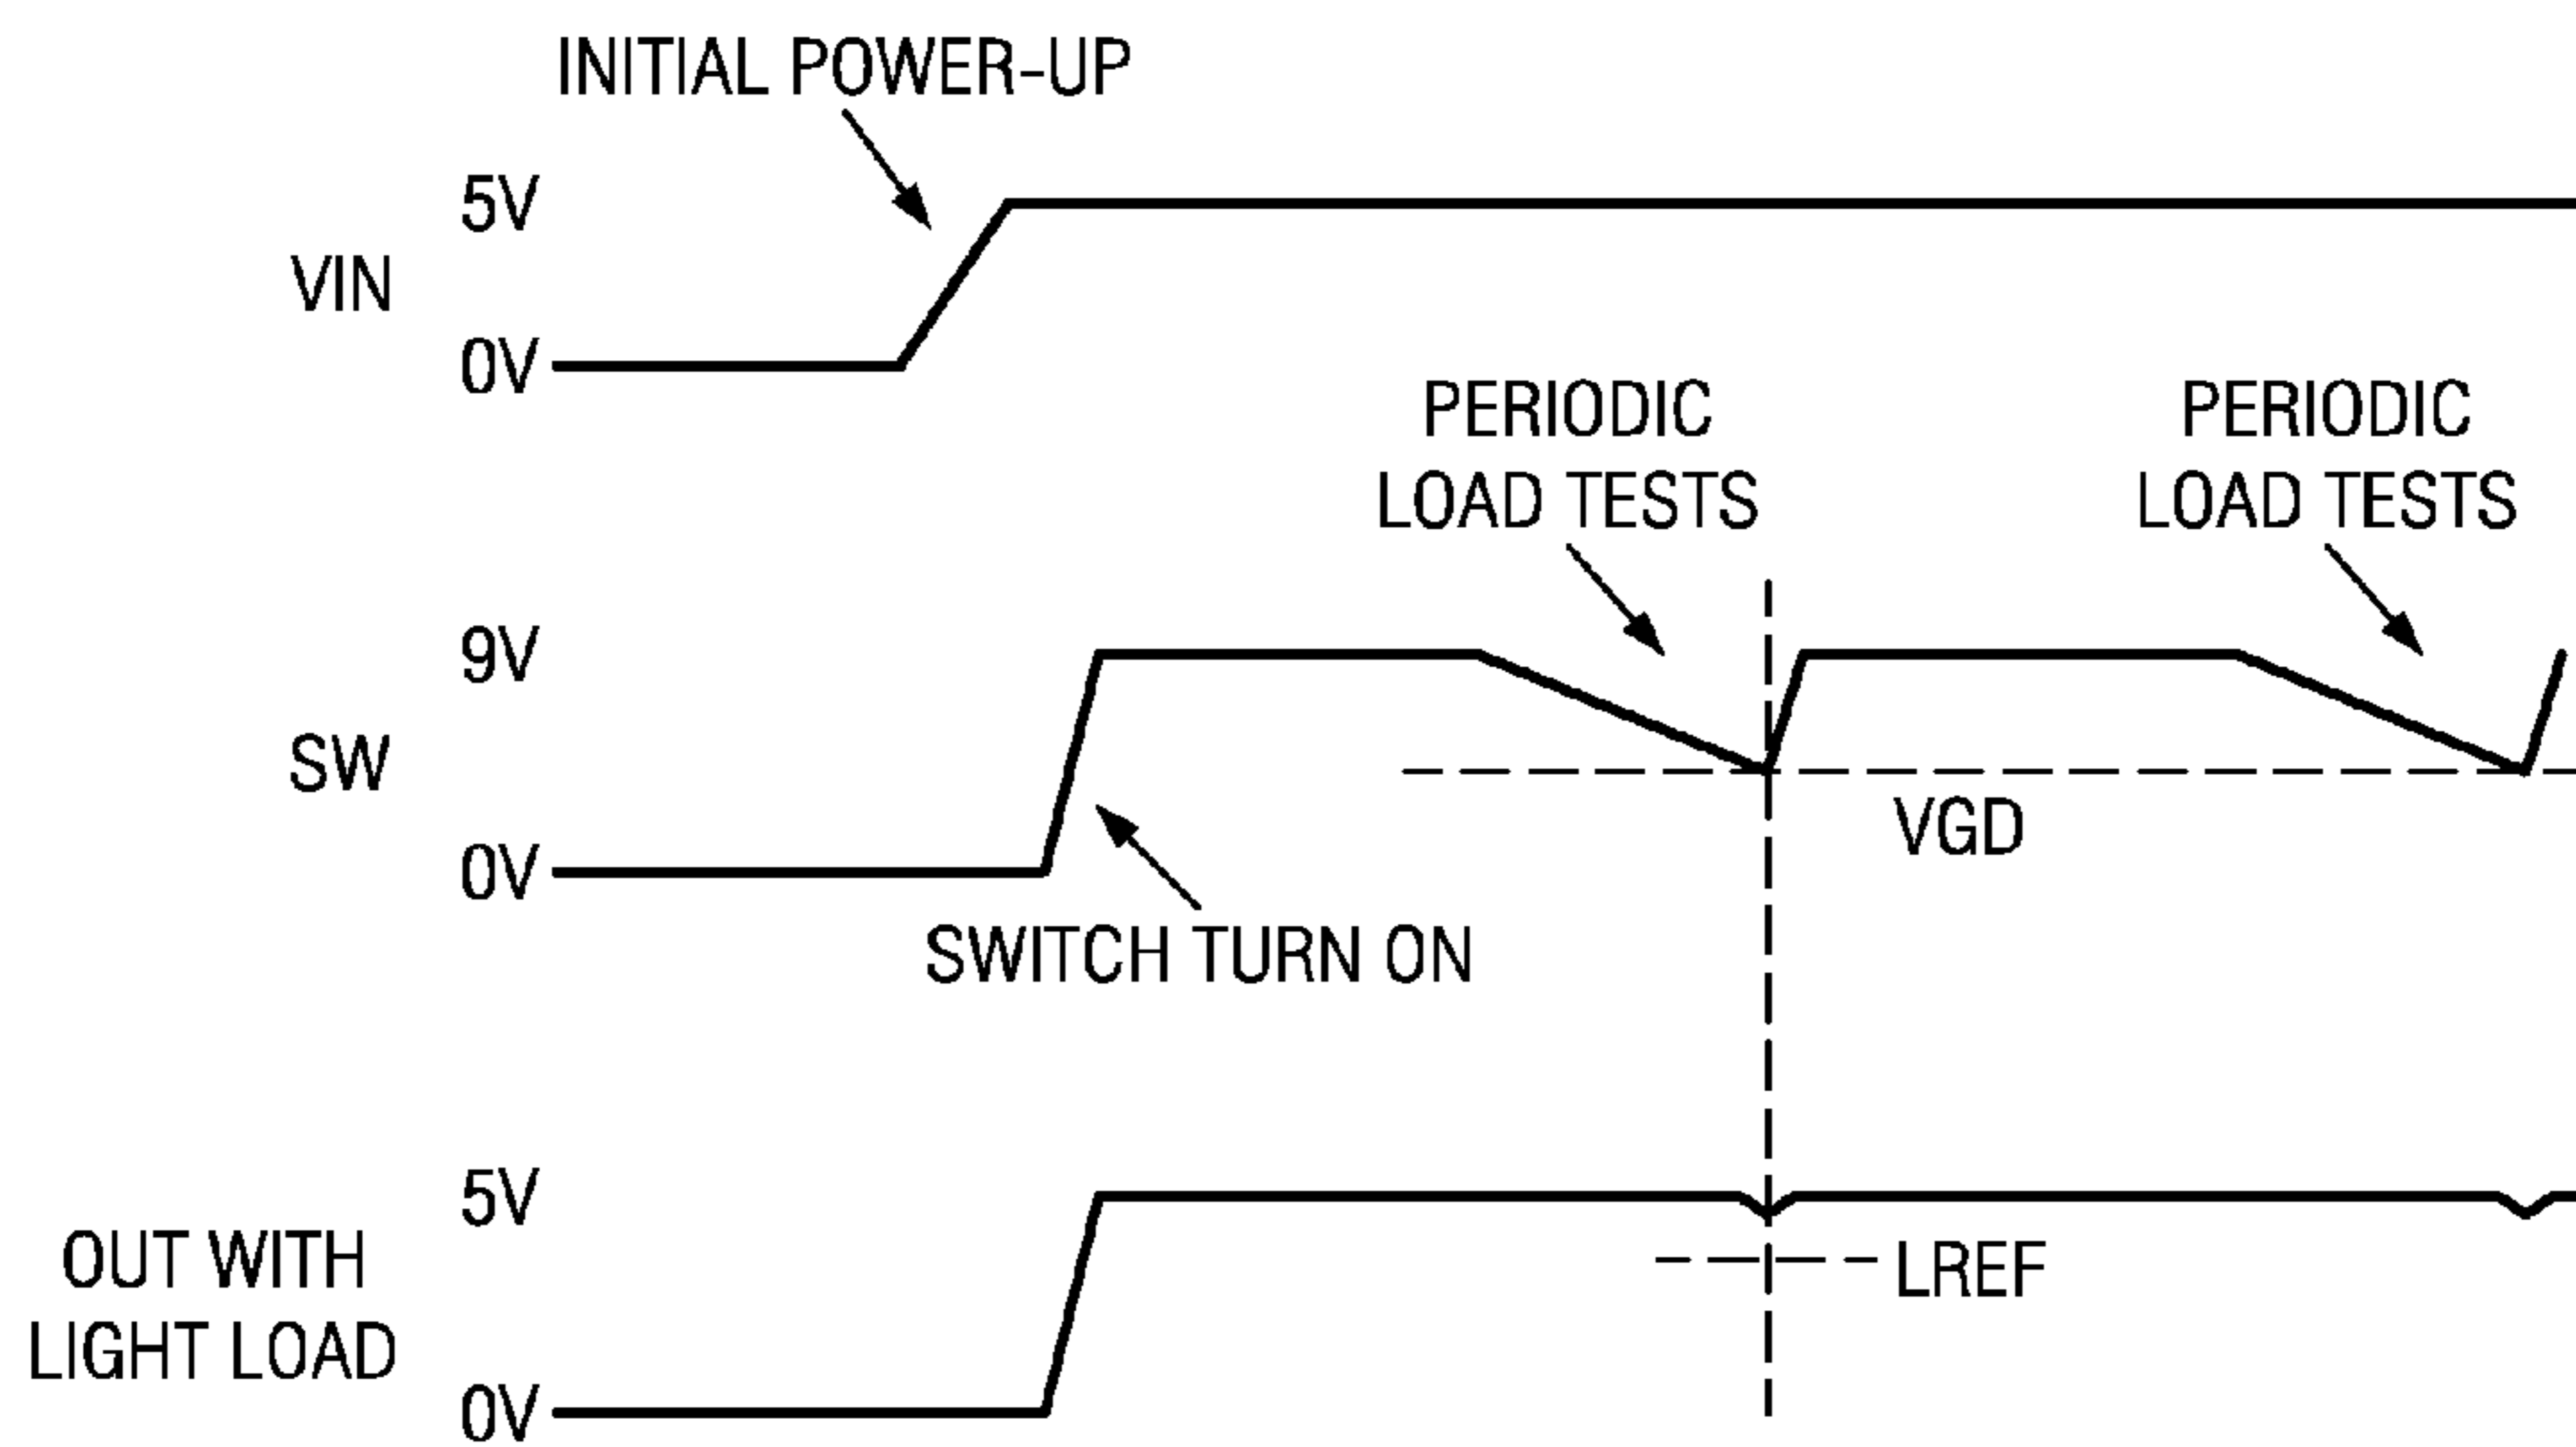 INITIAL POWER-UP
5V
VIN
0V
PERIODIC
LOAD TESTS
PERIODIC
LOAD TESTS
9V
SW
VGD
0V
SWITCH TURN ON
5V
OUT WITH
LIGHT LOAD
LREF
0V